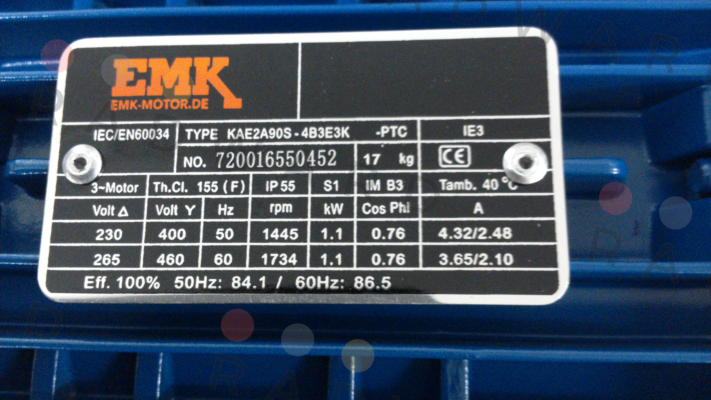 EMK
EMK-MOTOR.DE
IEC/EN60034 TYPE KAE2A90S-4B3E3K -PTC IE3
NO. 720016550452 17 kg CE
3~Motor Th.Cl. 155 (F) IP 55 S1 IM B3 Tamb. 40 °C
Volt Δ Volt Y Hz rpm kW Cos Phi A
230 400 50 1445 1.1 0.76 4.32/2.48
265 460 60 1734 1.1 0.76 3.65/2.10
Eff. 100% 50Hz: 84.1 / 60Hz: 86.5